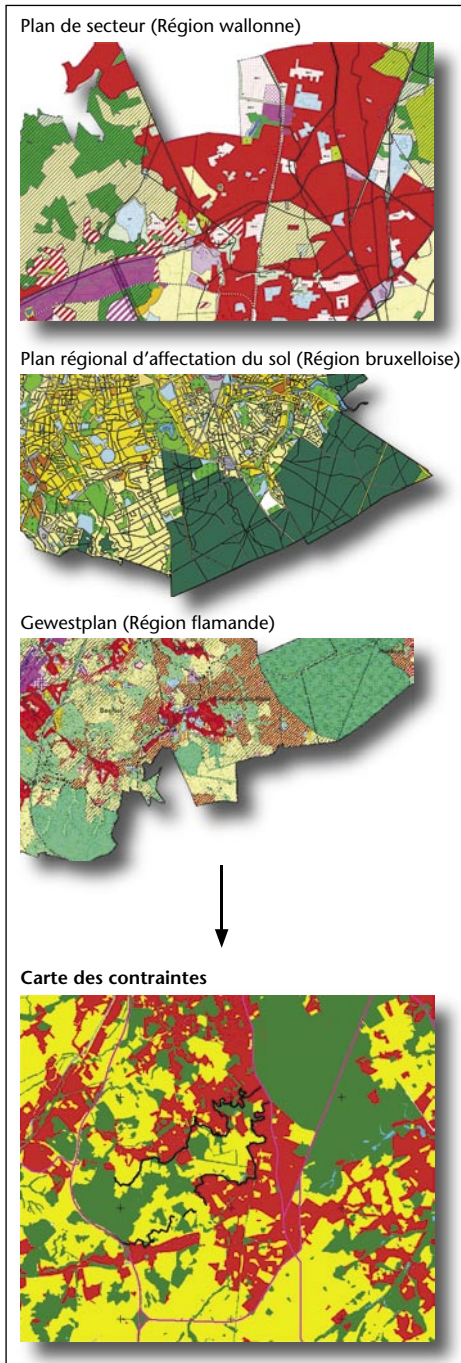 Plan de secteur (Région wallonne)
Plan régional d'affectation du sol (Région bruxelloise)
Gewestplan (Région flamande)
Carte des contraintes